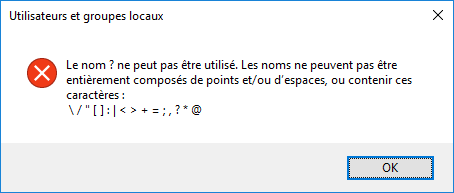 Utilisateurs et groupes locaux
Le nom ? ne peut pas être utilisé. Les noms ne peuvent pas être
entièrement composés de points et/ou d'espaces, ou contenir ces
caractères :
\ / " [ ] : | < > + = ; , ? * @
OK